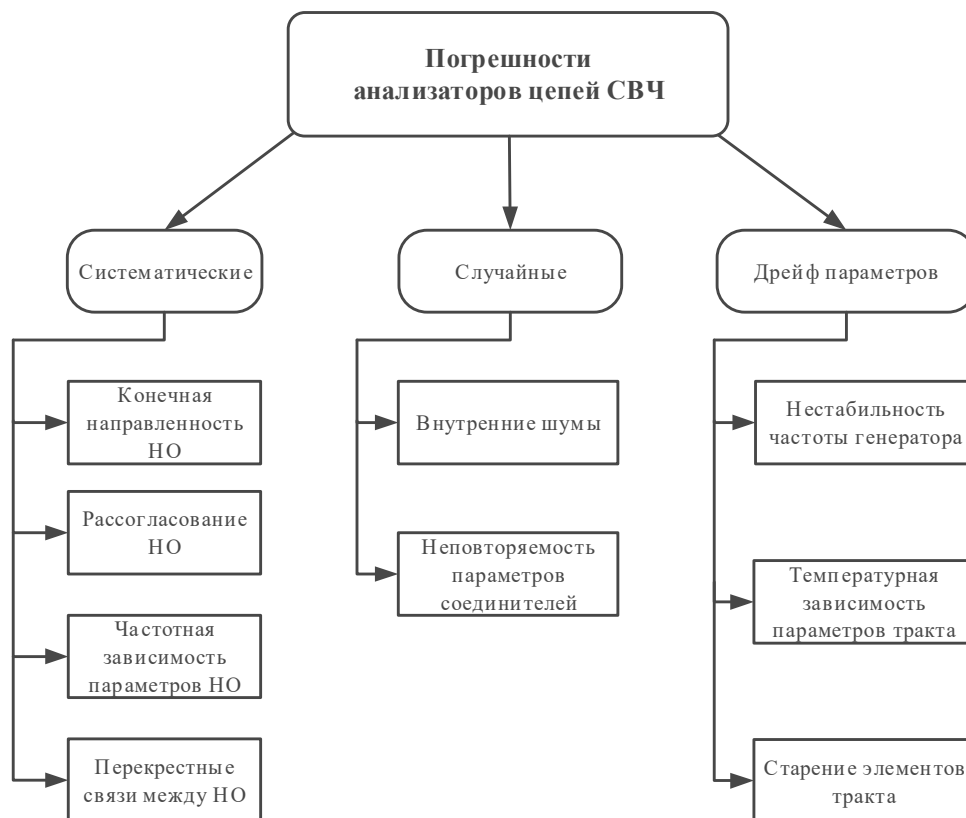 Погрешности
анализаторов цепей СВЧ
Систематические
Случайные
Дрейф параметров
Конечная
направленность
НО
Рассогласование
НО
Частотная
зависимость
параметров НО
Перекрестные
связи между НО
Внутренние шумы
Неповторяемость
параметров
соединителей
Нестабильность
частоты генератора
Температурная
зависимость
параметров тракта
Старение элементов
тракта